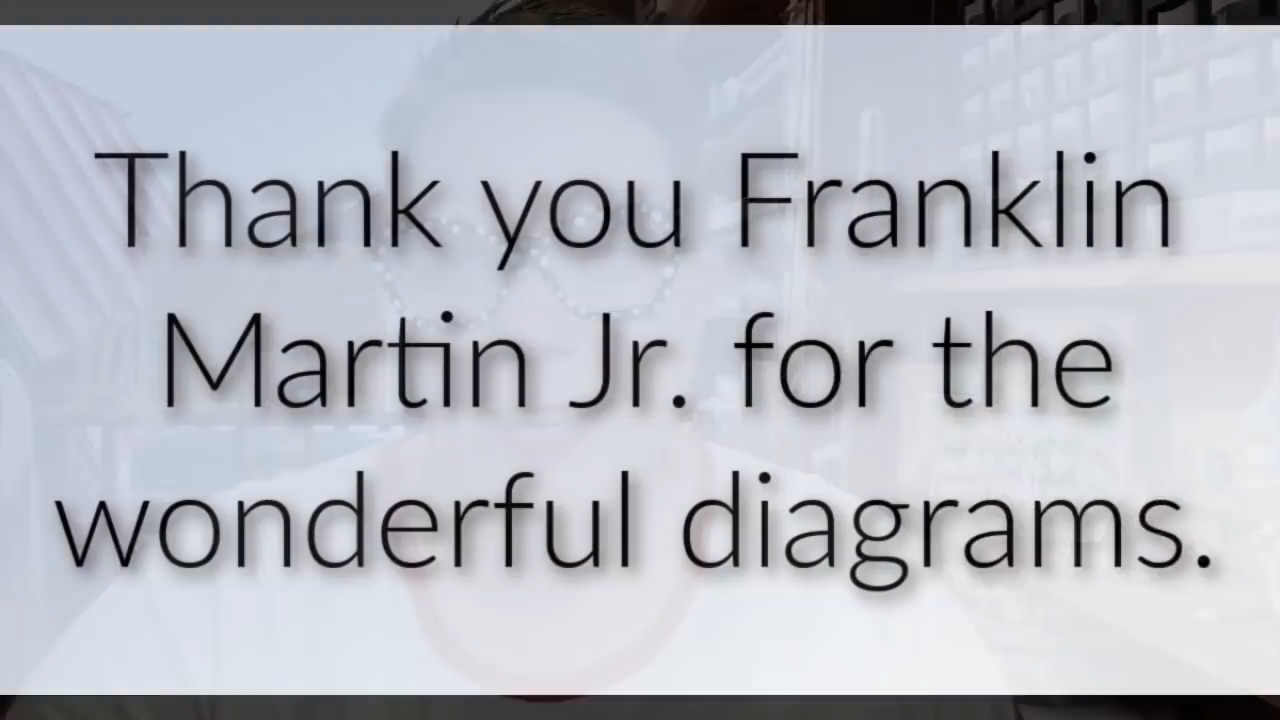 Thank you Franklin
Martin Jr. for the
wonderful diagrams.